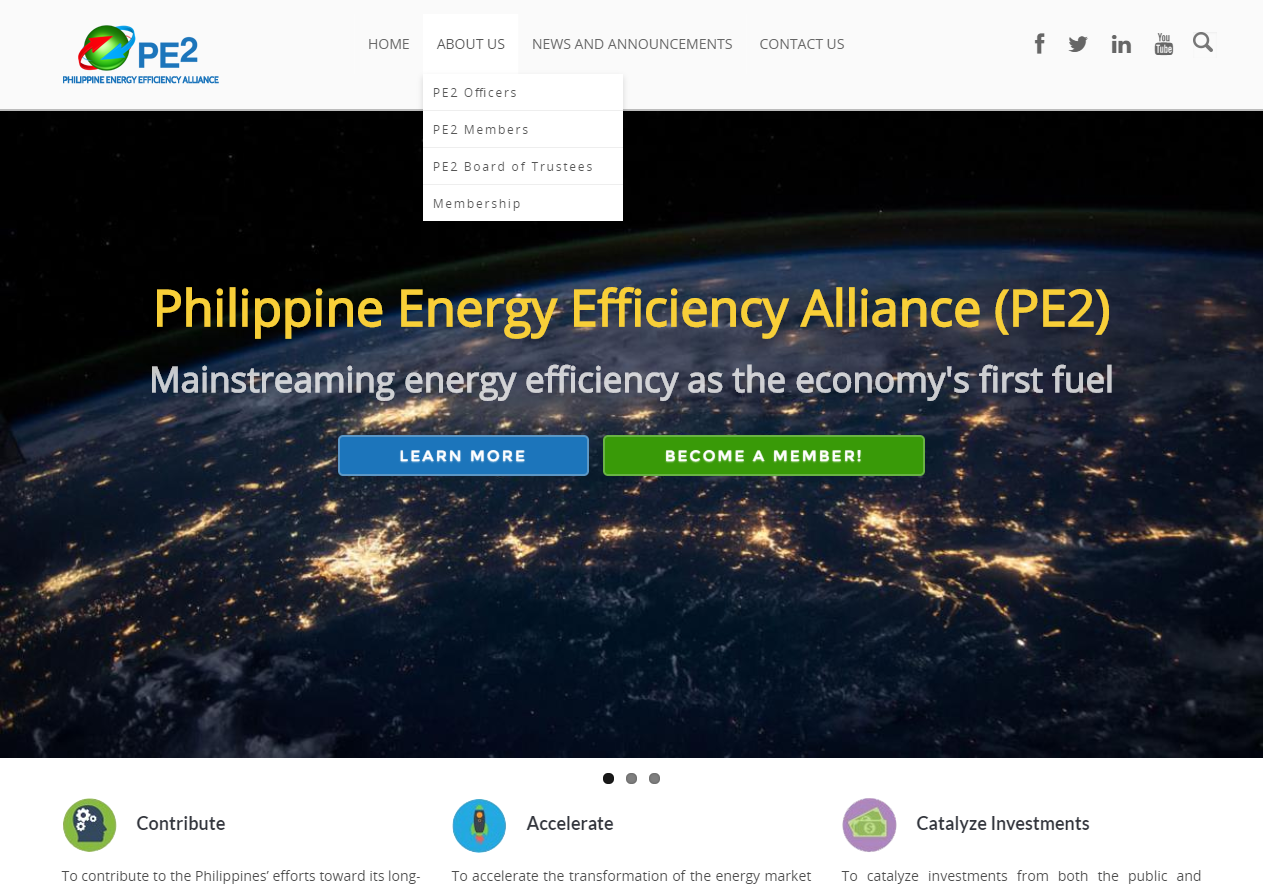 PE2
PHILIPPINE ENERGY EFFICIENCY ALLIANCE
HOME
ABOUT US
NEWS AND ANNOUNCEMENTS
CONTACT US
You
Tube
PE2 Officers
PE2 Members
PE2 Board of Trustees
Membership
Philippine Energy Efficiency Alliance (PE2)
Mainstreaming energy efficiency as the economy's first fuel
LEARN MORE
BECOME A MEMBER!
Contribute
To contribute to the Philippines’ efforts toward its long-
Accelerate
To accelerate the transformation of the energy market
Catalyze Investments
To catalyze investments from both the public and